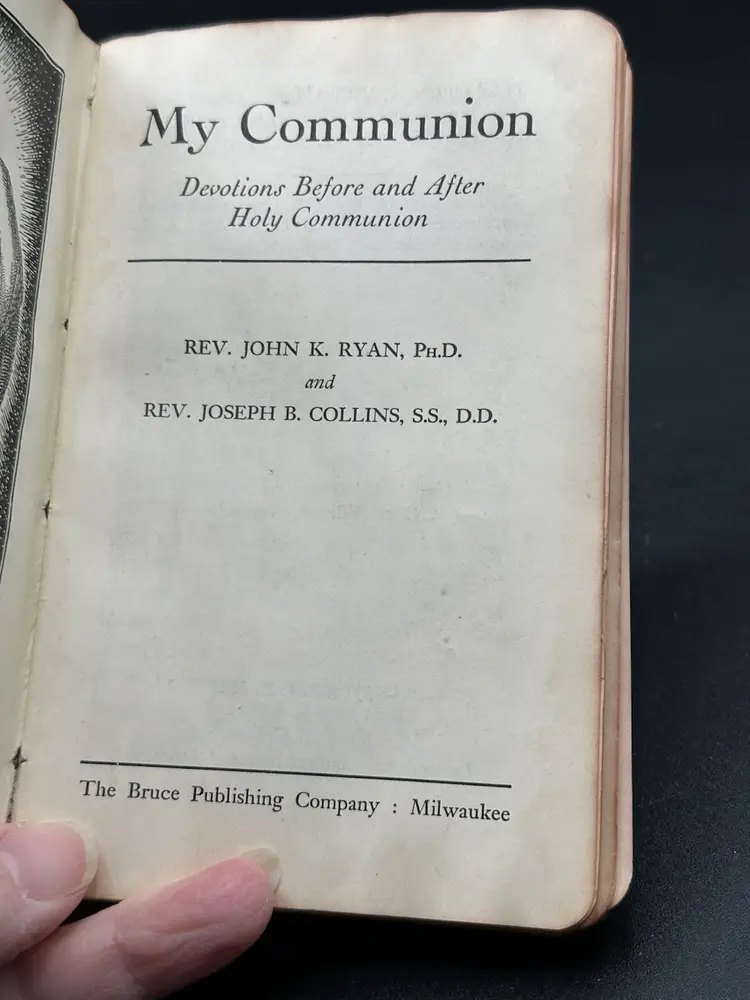 My Communion
Devotions Before and After
Holy Communion
REV. JOHN K. RYAN, PH.D.
and
REV. JOSEPH B. COLLINS, S.S., D.D.
The Bruce Publishing Company : Milwaukee